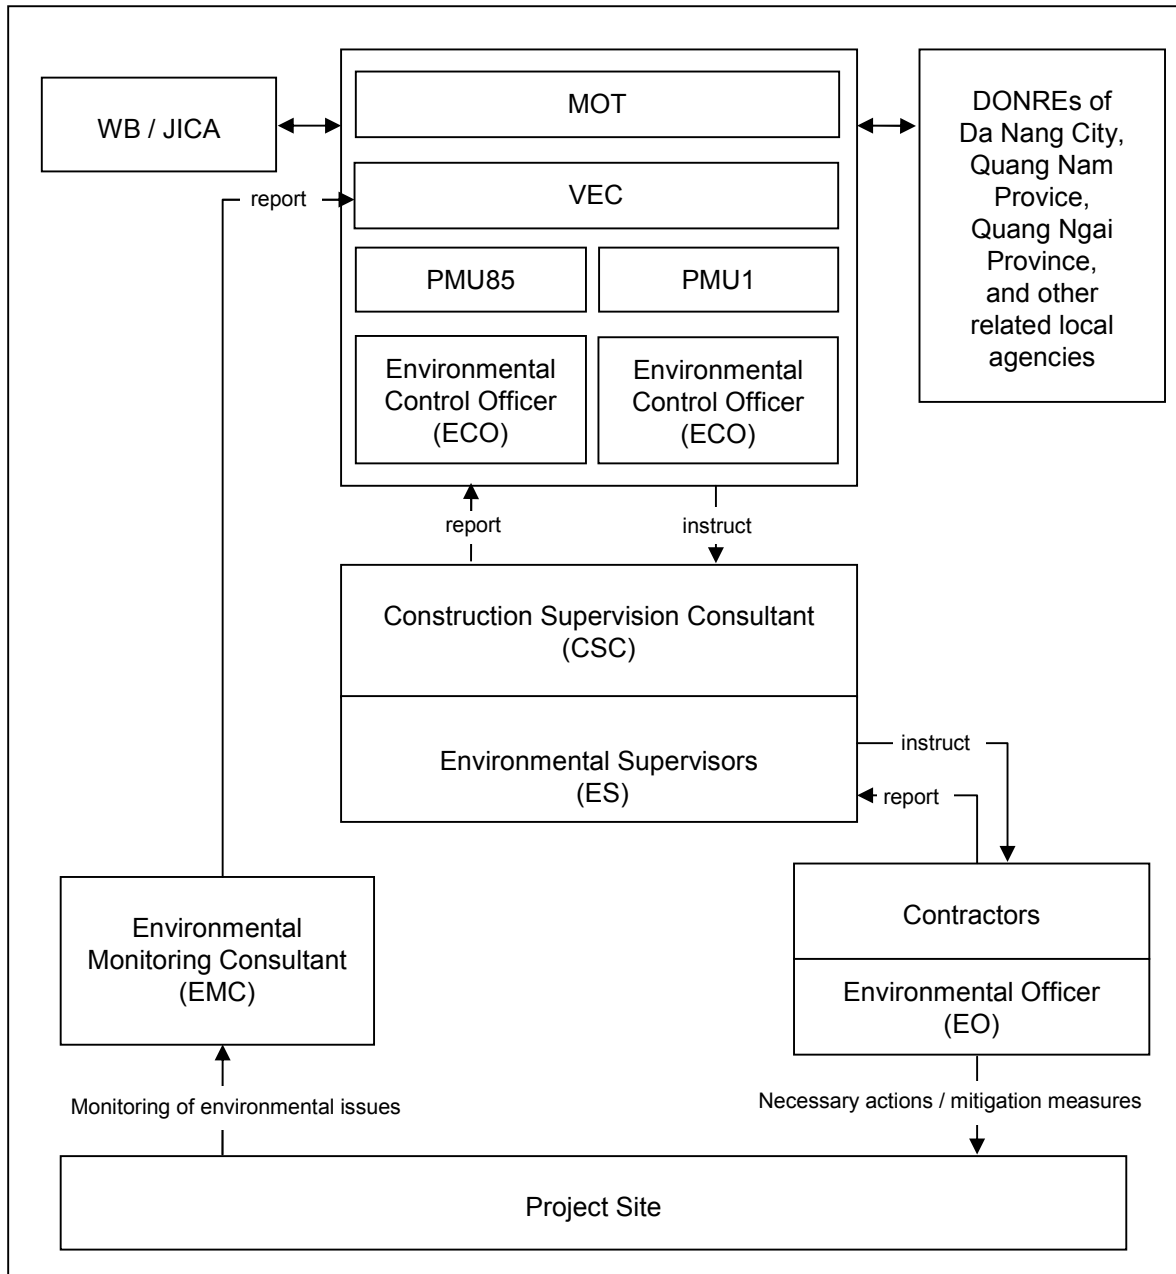 WB / JICA
MOT
DONREs of
Da Nang City,
Quang Nam
Provice,
Quang Ngai
Province,
and other
related local
agencies
report
VEC
PMU85
PMU1
Environmental
Control Officer
(ECO)
Environmental
Control Officer
(ECO)
report
instruct
Construction Supervision Consultant
(CSC)
Environmental Supervisors
(ES)
instruct
report
Environmental
Monitoring Consultant
(EMC)
Contractors
Environmental Officer
(EO)
Monitoring of environmental issues
Necessary actions / mitigation measures
Project Site